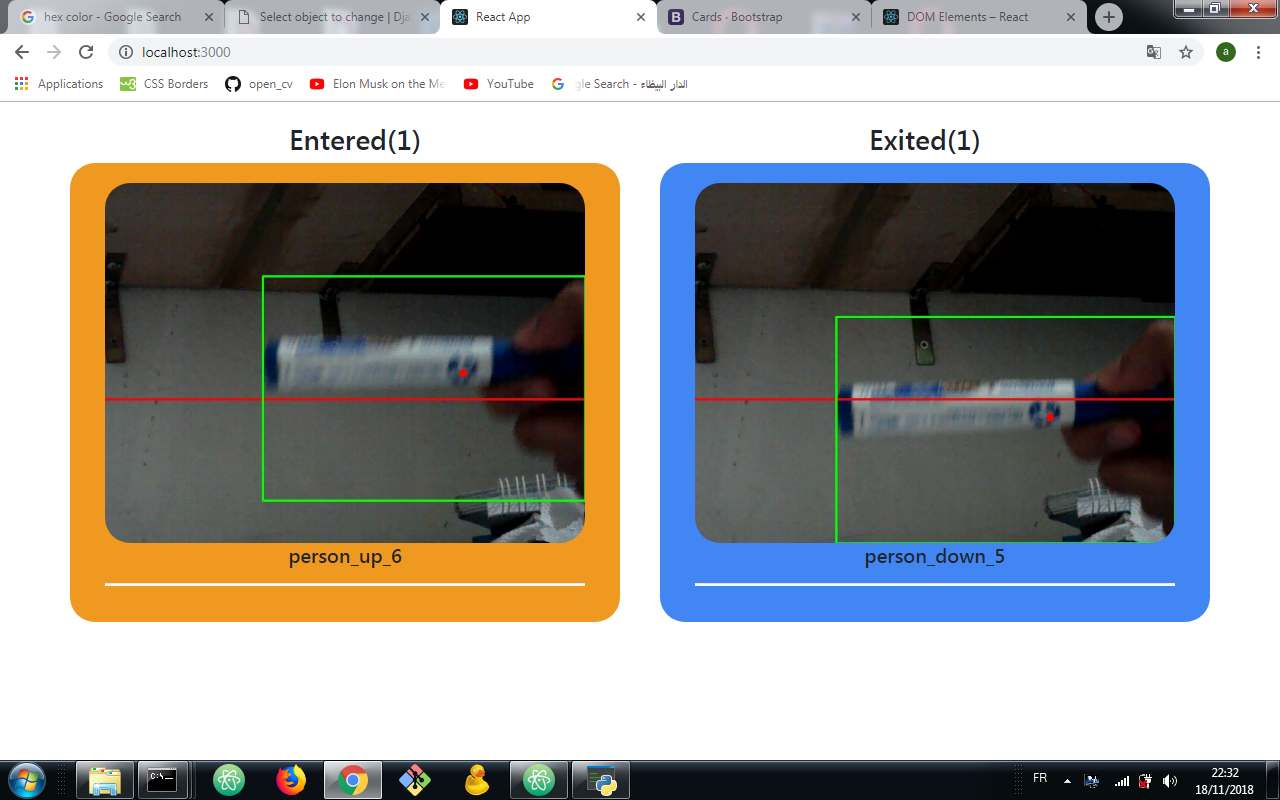 hex color - Google Search
Select object to change | Dja
React App
Cards · Bootstrap
DOM Elements – React
localhost:3000
a
Applications
CSS Borders
open_cv
Elon Musk on the Me
YouTube
gle Search - الدار البيظاء
Entered(1)
Exited(1)
person_up_6
person_down_5
C:\_
FR
22:32
18/11/2018